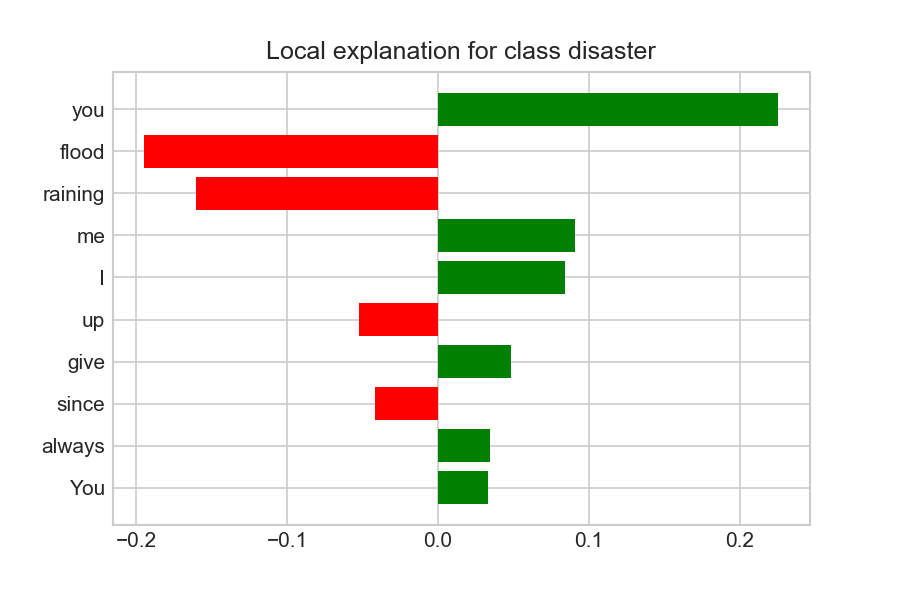 Local explanation for class disaster
you
flood
raining
me
I
up
give
since
always
You
−0.2 −0.1 0.0 0.1 0.2